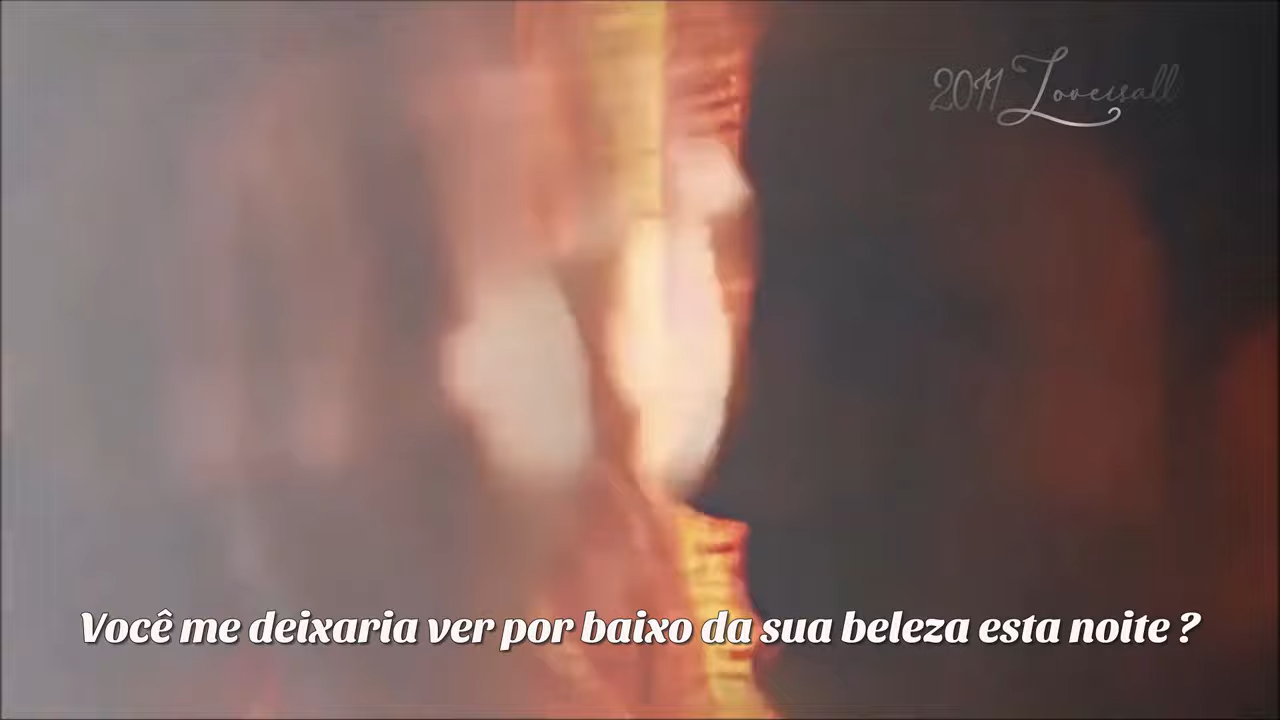 2011 Loveisall
Você me deixaria ver por baixo da sua beleza esta noite ?